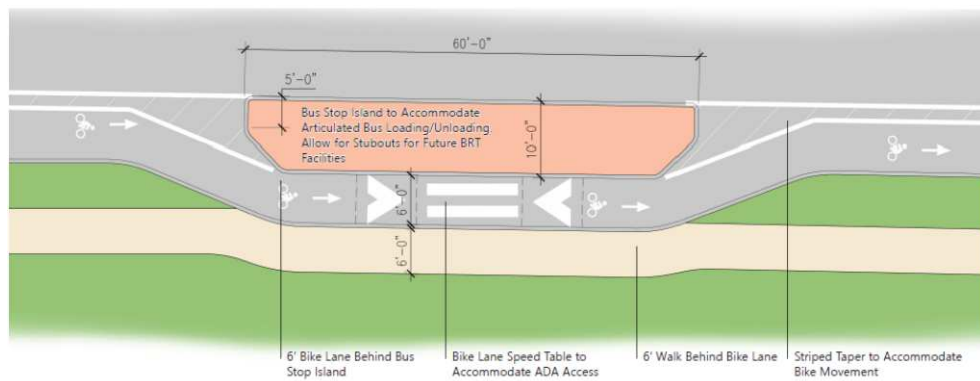 60'-0"
5'-0"
Bus Stop Island to Accommodate
Articulated Bus Loading/Unloading.
Allow for Stubouts for Future BRT
Facilities
10'-0"
6'-0"
6'-0"
6' Bike Lane Behind Bus
Stop Island
Bike Lane Speed Table to
Accommodate ADA Access
6' Walk Behind Bike Lane
Striped Taper to Accommodate
Bike Movement